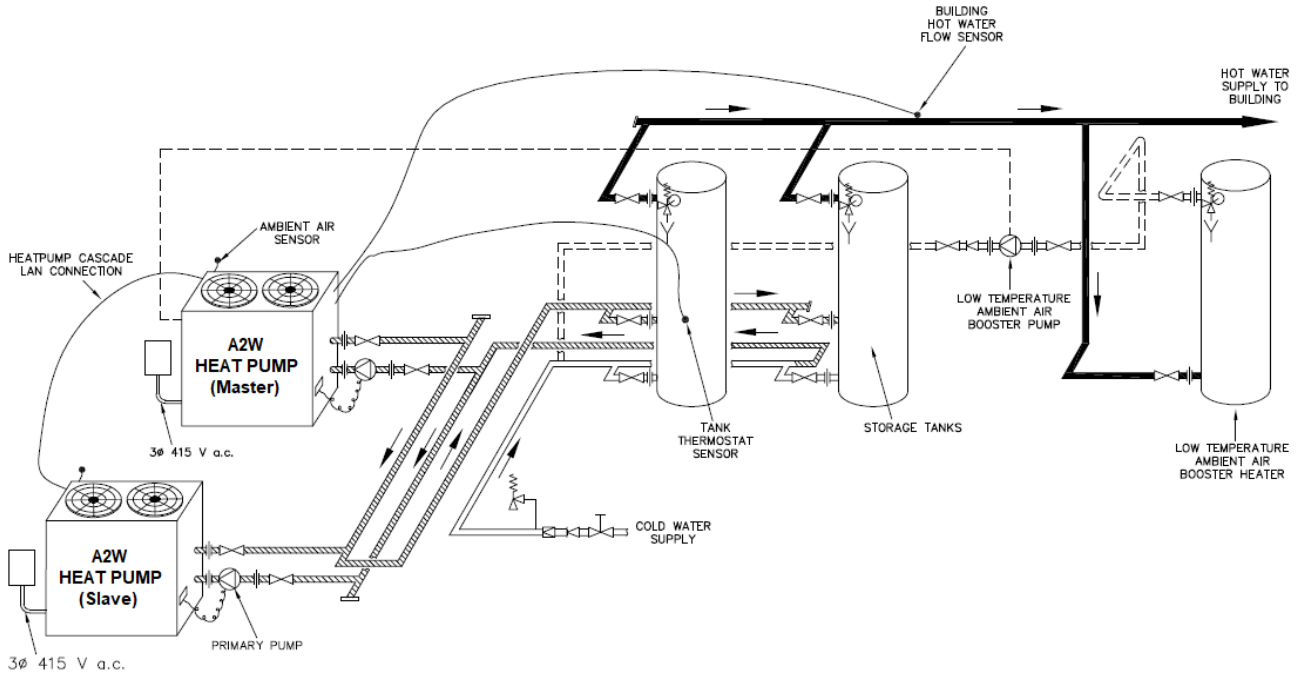 BUILDING
HOT WATER
FLOW SENSOR
HOT WATER
SUPPLY TO
BUILDING
AMBIENT AIR
SENSOR
HEATPUMP CASCADE
LAN CONNECTION
A2W
HEAT PUMP
(Master)
3ø 415 V a.c.
LOW TEMPERATURE
AMBIENT AIR
BOOSTER PUMP
TANK
THERMOSTAT
SENSOR
STORAGE TANKS
LOW TEMPERATURE
AMBIENT AIR
BOOSTER HEATER
COLD WATER
SUPPLY
A2W
HEAT PUMP
(Slave)
PRIMARY PUMP
3ø 415 V a.c.